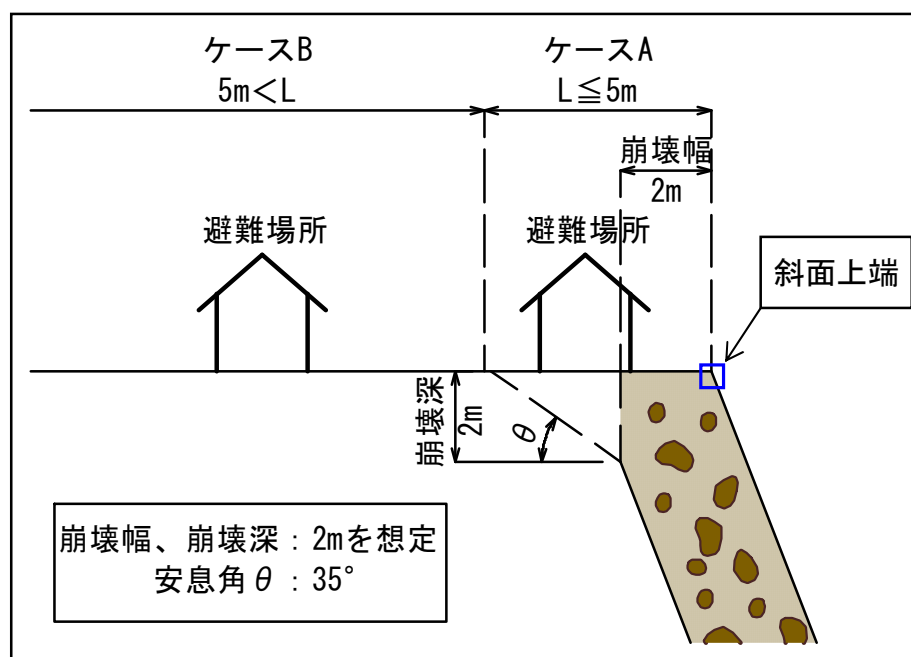 ケースB
5m＜L
ケースA
L≦5m
崩壊幅
2m
避難場所
避難場所
斜面上端
崩壊深
2m
θ
崩壊幅、崩壊深：2mを想定
安息角θ：35°